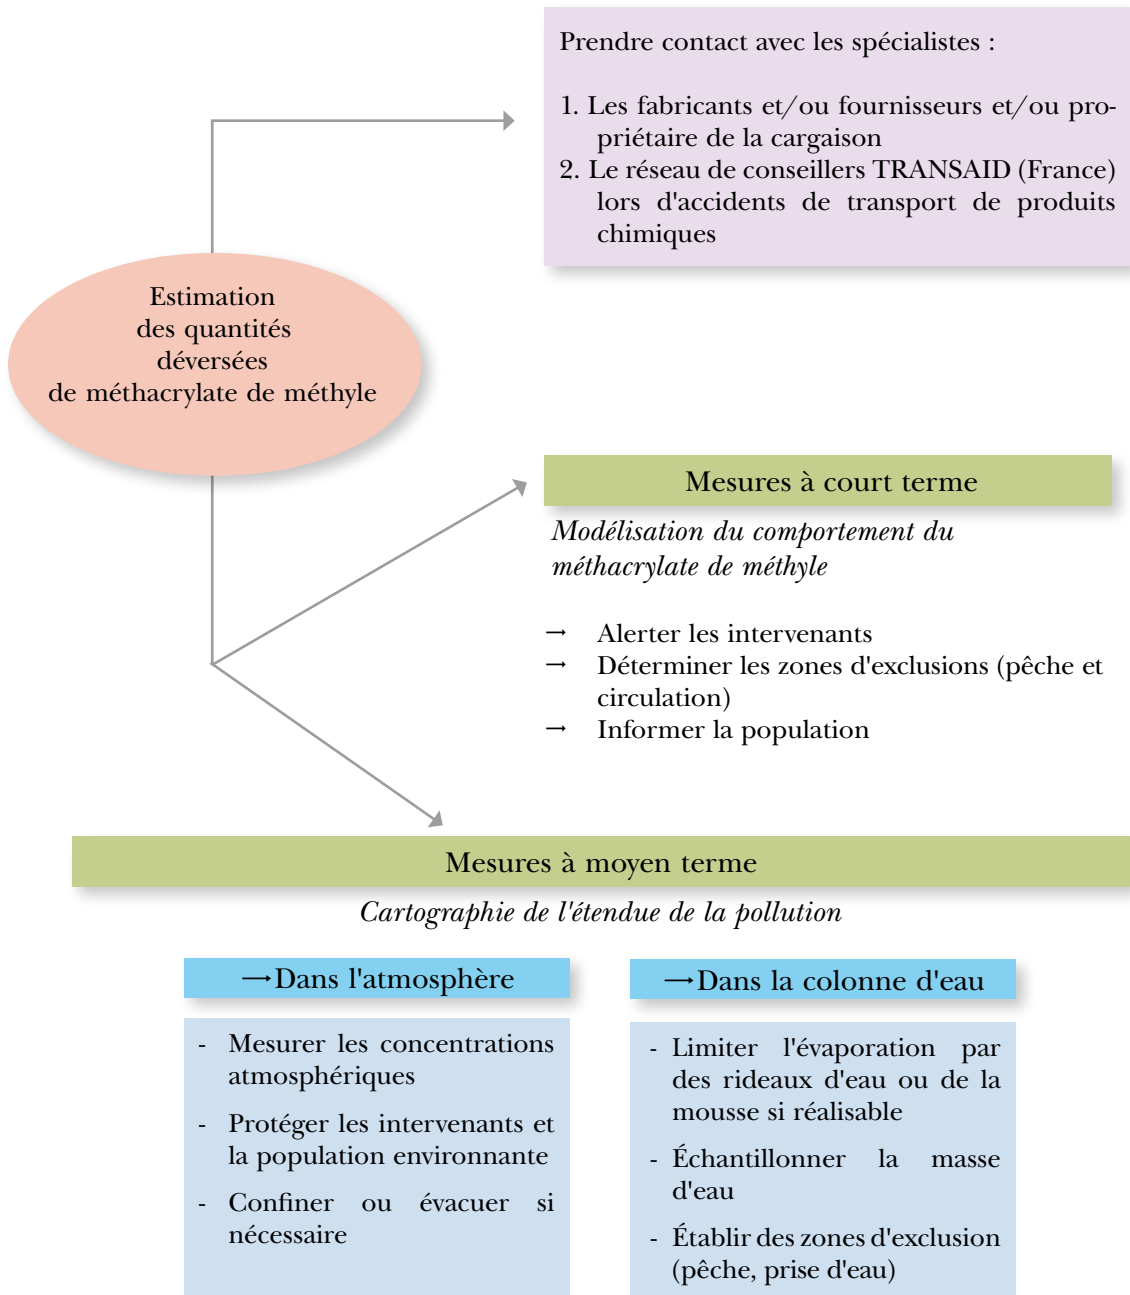 Prendre contact avec les spécialistes :
1. Les fabricants et/ou fournisseurs et/ou pro-
priétaire de la cargaison
2. Le réseau de conseillers TRANSAID (France)
lors d'accidents de transport de produits
chimiques
Estimation
des quantités
déversées
de méthacrylate de méthyle
Mesures à court terme
Modélisation du comportement du
méthacrylate de méthyle
→ Alerter les intervenants
→ Déterminer les zones d'exclusions (pêche et
circulation)
→ Informer la population
Mesures à moyen terme
Cartographie de l'étendue de la pollution
→Dans l'atmosphère
- Mesurer les concentrations
atmosphériques
- Protéger les intervenants et
la population environnante
- Confiner ou évacuer si
nécessaire
→Dans la colonne d'eau
- Limiter l'évaporation par
des rideaux d'eau ou de la
mousse si réalisable
- Échantillonner la masse
d'eau
- Établir des zones d'exclusion
(pêche, prise d'eau)